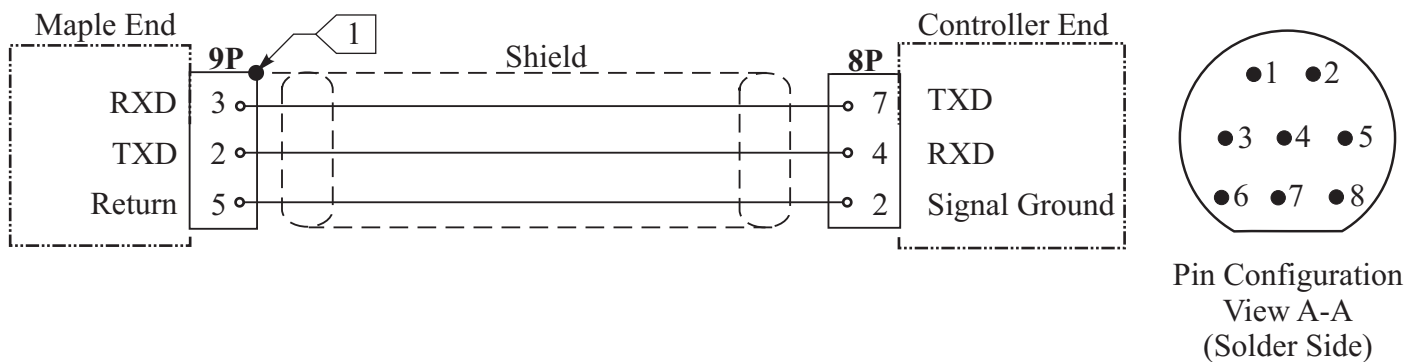 Maple End
1
Controller End
9P
Shield
8P
RXD 3
7 TXD
TXD 2
4 RXD
Return 5
2 Signal Ground
1 2
3 4 5
6 7 8
Pin Configuration
View A-A
(Solder Side)